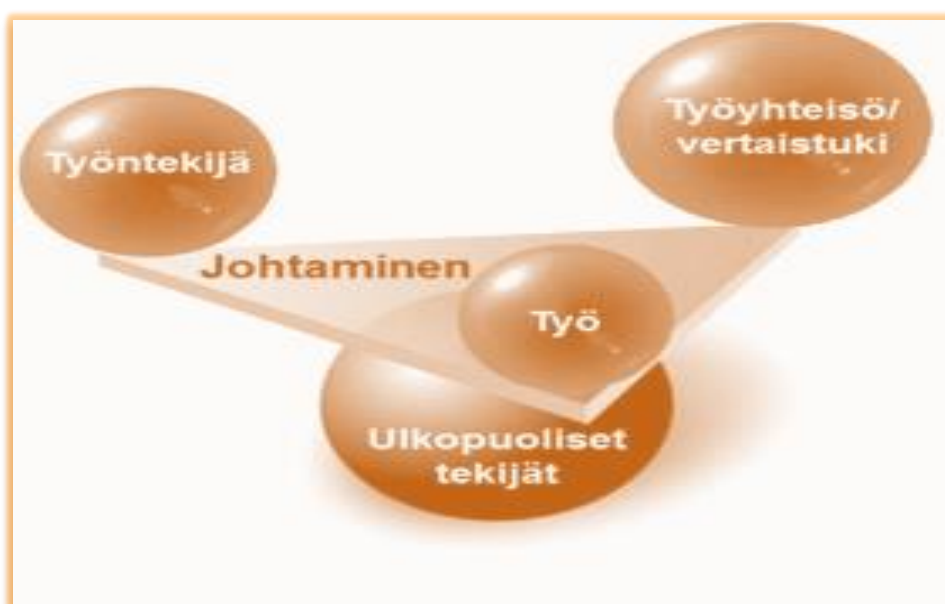 Työyhteisö/
vertaistuki
Työntekijä
Johtaminen
Työ
Ulkopuoliset
tekijät